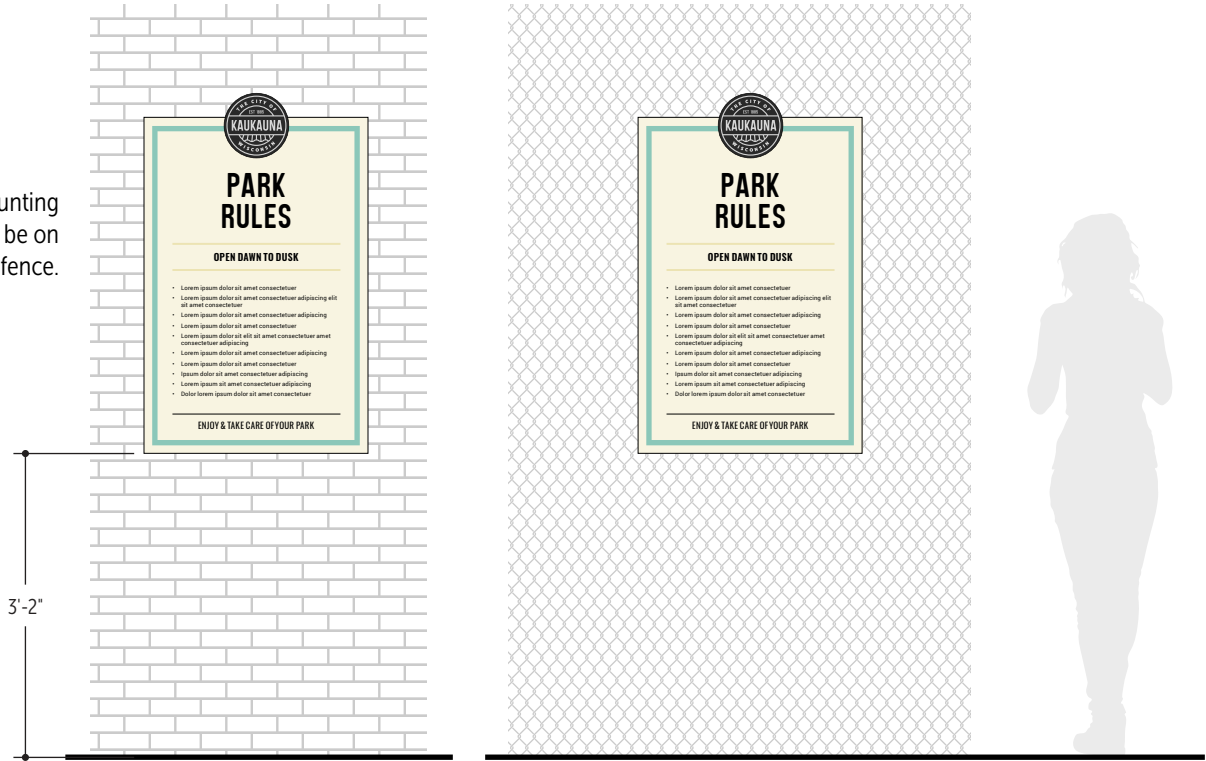 unting
be on
fence.
3'-2"
THE CITY OF
EST 1885
KAUKAUNA
WISCONSIN
PARK
RULES
OPEN DAWN TO DUSK
• Lorem ipsum dolor sit amet consectetuer
• Lorem ipsum dolor sit amet consectetuer adipiscing elit
sit amet consectetuer
• Lorem ipsum dolor sit amet consectetuer adipiscing
• Lorem ipsum dolor sit amet consectetuer
• Lorem ipsum dolor sit elit sit amet consectetuer amet
consectetuer adipiscing
• Lorem ipsum dolor sit amet consectetuer adipiscing
• Lorem ipsum dolor sit amet consectetuer
• Ipsum dolor sit amet consectetuer adipiscing
• Lorem ipsum sit amet consectetuer adipiscing
• Dolor lorem ipsum dolor sit amet consectetuer
ENJOY & TAKE CARE OF YOUR PARK
THE CITY OF
EST 1885
KAUKAUNA
WISCONSIN
PARK
RULES
OPEN DAWN TO DUSK
• Lorem ipsum dolor sit amet consectetuer
• Lorem ipsum dolor sit amet consectetuer adipiscing elit
sit amet consectetuer
• Lorem ipsum dolor sit amet consectetuer adipiscing
• Lorem ipsum dolor sit amet consectetuer
• Lorem ipsum dolor sit elit sit amet consectetuer amet
consectetuer adipiscing
• Lorem ipsum dolor sit amet consectetuer adipiscing
• Lorem ipsum dolor sit amet consectetuer
• Ipsum dolor sit amet consectetuer adipiscing
• Lorem ipsum sit amet consectetuer adipiscing
• Dolor lorem ipsum dolor sit amet consectetuer
ENJOY & TAKE CARE OF YOUR PARK